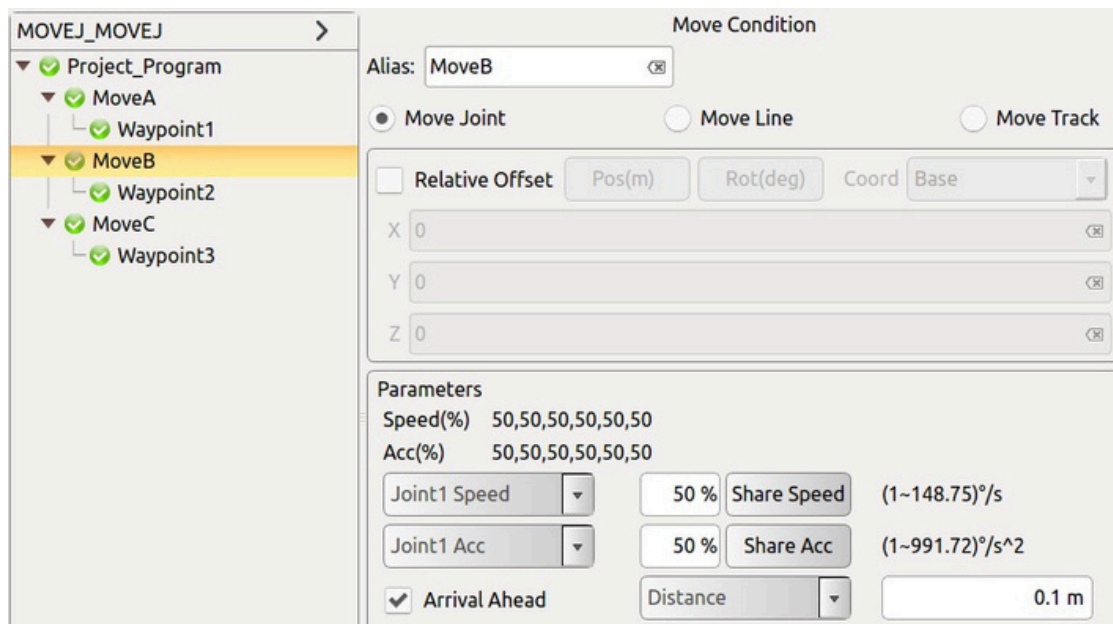 MOVEJ_MOVEJ
Project_Program
MoveA
Waypoint1
MoveB
Waypoint2
MoveC
Waypoint3
Move Condition
Alias: MoveB
Move Joint Move Line Move Track
Relative Offset Pos(m) Rot(deg) Coord Base
X 0
Y 0
Z 0
Parameters
Speed(%) 50,50,50,50,50,50
Acc(%) 50,50,50,50,50,50
Joint1 Speed 50 % Share Speed (1~148.75)°/s
Joint1 Acc 50 % Share Acc (1~991.72)°/s^2
Arrival Ahead Distance 0.1 m